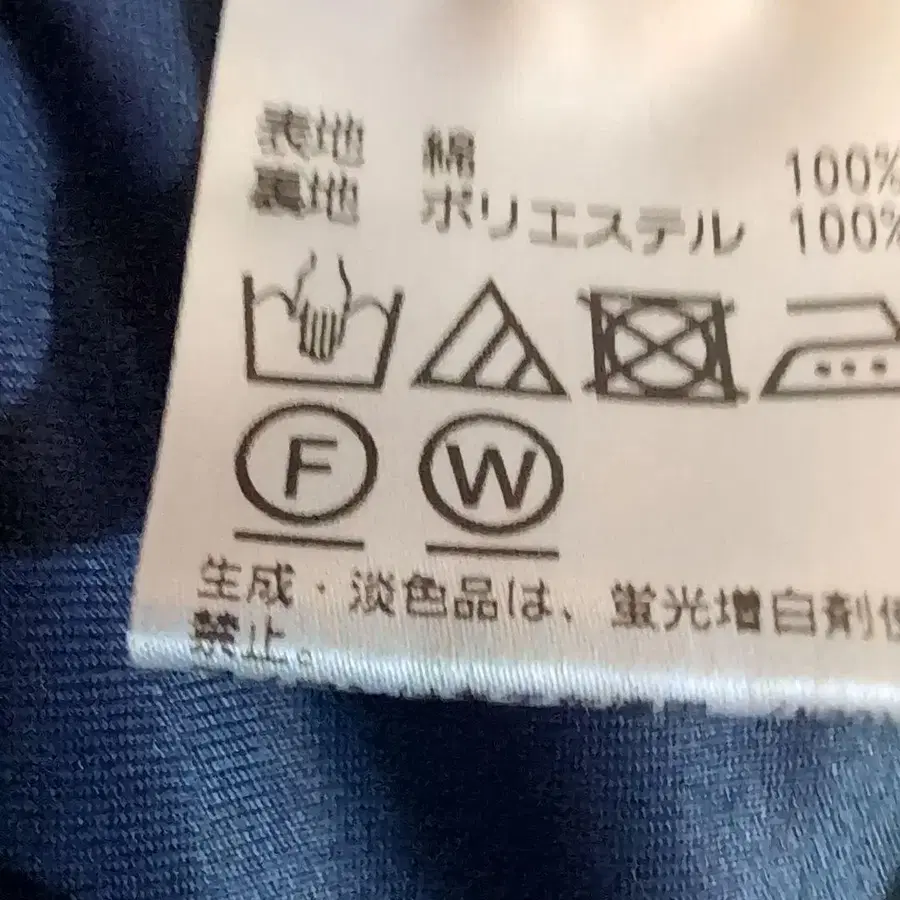 表地 綿 100%
裏地 ポリエステル 100%
F W
生成・淡色品は、蛍光増白剤使
禁止。